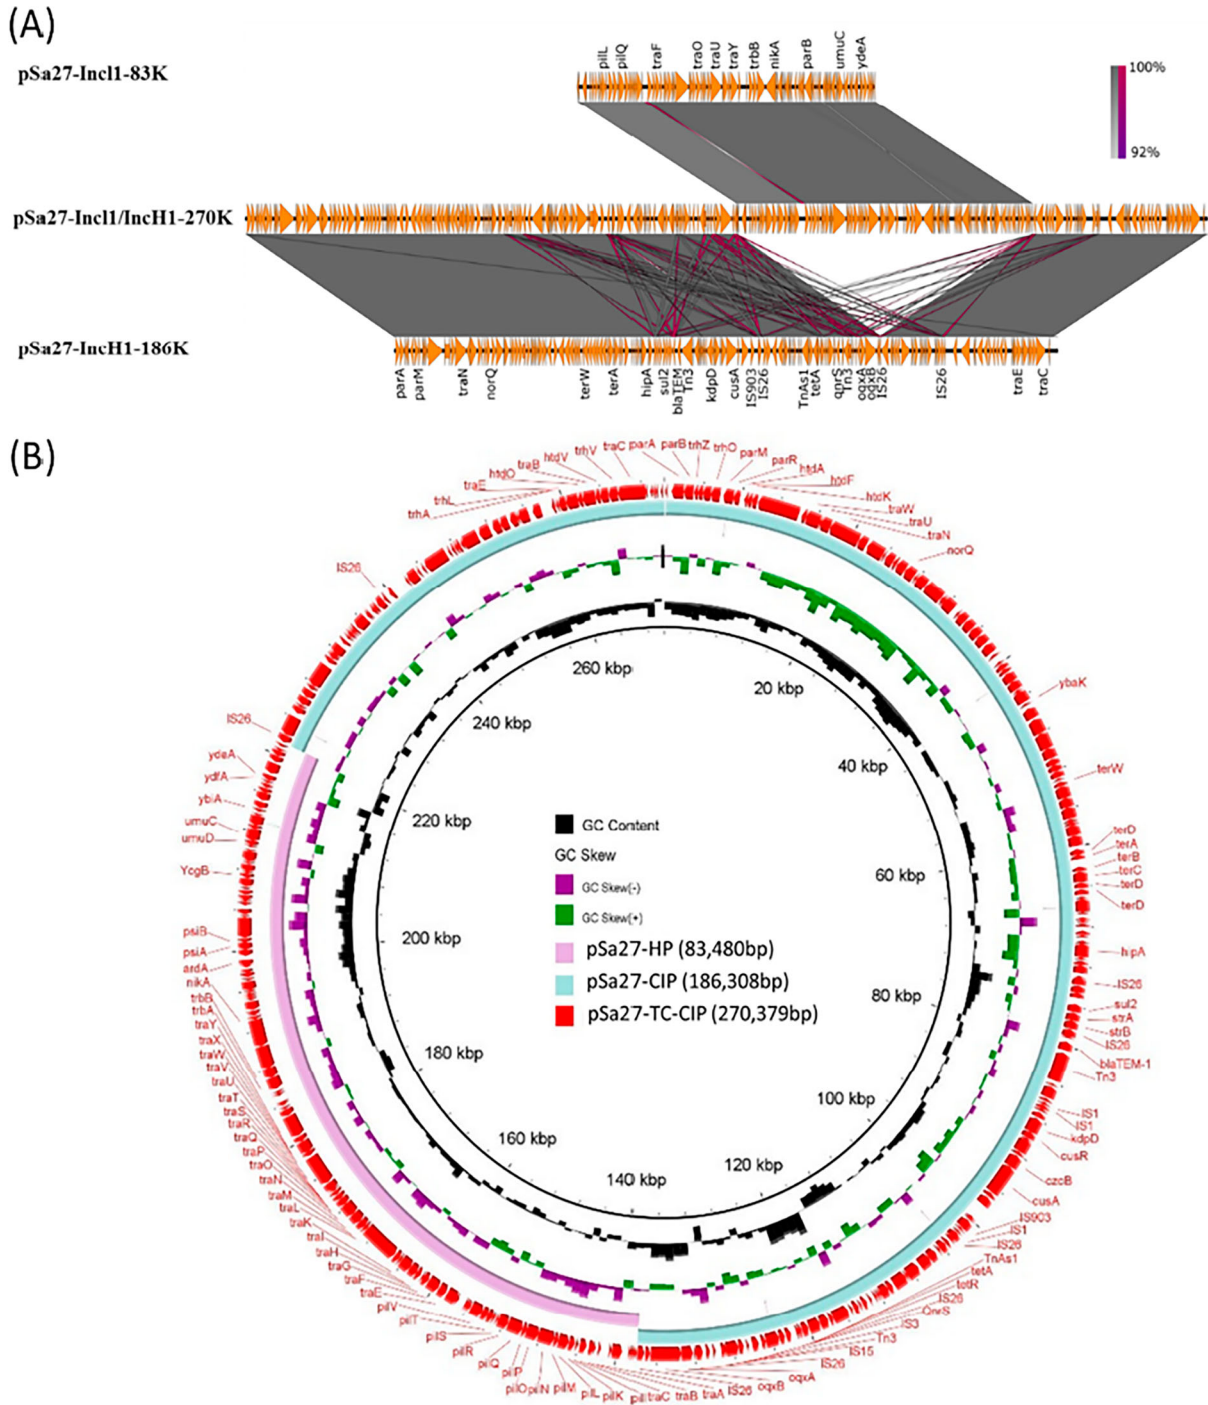 (A)
pilL pilQ traF traO traU traY trbB nikA parB umuC ydeA
pSa27-IncI1-83K
100%
92%
pSa27-IncI1/IncH1-270K
pSa27-IncH1-186K
parA parM traN norQ terW terA hipA sul2 blaTEM Tn3 kdpD cusA IS903 IS26 TnAs1 tetA qnrS Tn3 oqxA oqxB IS26 IS26 traE traC
(B)
trhA
trhL
traE
htdO
traB
htdV
trhV
traC
parA
parB
trhZ
trhO
parM
parR
htdA
htdF
htdK
traW
traU
traN
norQ
ybaK
terW
terD
terA
terB
terC
terD
terD
hipA
IS26
sul2
strA
strB
IS26
blaTEM-1
Tn3
IS1
IS1
kdpD
cusR
czcB
cusA
IS903
IS1
IS26
TnAs1
tetA
tetR
IS26
QnrS
IS3
Tn3
IS15
IS26
oqxA
oqxB
IS26
traA
traB
traC
pilI
pilK
pilL
pilM
pilN
pilO
pilP
pilQ
pilR
pilS
pilT
pilV
traE
traF
traG
traH
traI
traK
traL
traM
traN
traO
traP
traQ
traR
traS
traT
traU
traV
traW
traX
traY
trbA
trbB
nikA
ardA
psiA
psiB
YcgB
umuD
umuC
ybiA
ydfA
ydeA
IS26
IS26
20 kbp
40 kbp
60 kbp
80 kbp
100 kbp
120 kbp
140 kbp
160 kbp
180 kbp
200 kbp
220 kbp
240 kbp
260 kbp
GC Content
GC Skew
GC Skew(-)
GC Skew(+)
pSa27-HP (83,480bp)
pSa27-CIP (186,308bp)
pSa27-TC-CIP (270,379bp)